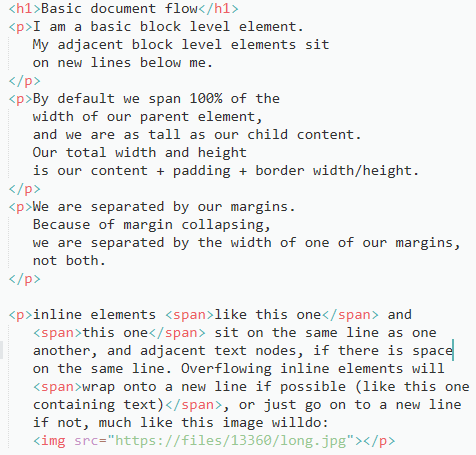 <h1>Basic document flow</h1>
<p>I am a basic block level element.
My adjacent block level elements sit
on new lines below me.
</p>
<p>By default we span 100% of the
width of our parent element,
and we are as tall as our child content.
Our total width and height
is our content + padding + border width/height.
</p>
<p>We are separated by our margins.
Because of margin collapsing,
we are separated by the width of one of our margins,
not both.
</p>
<p>inline elements <span>like this one</span> and
<span>this one</span> sit on the same line as one
another, and adjacent text nodes, if there is space
on the same line. Overflowing inline elements will
<span>wrap onto a new line if possible (like this one
containing text)</span>, or just go on to a new line
if not, much like this image willdo:
<img src="https://files/13360/long.jpg"></p>